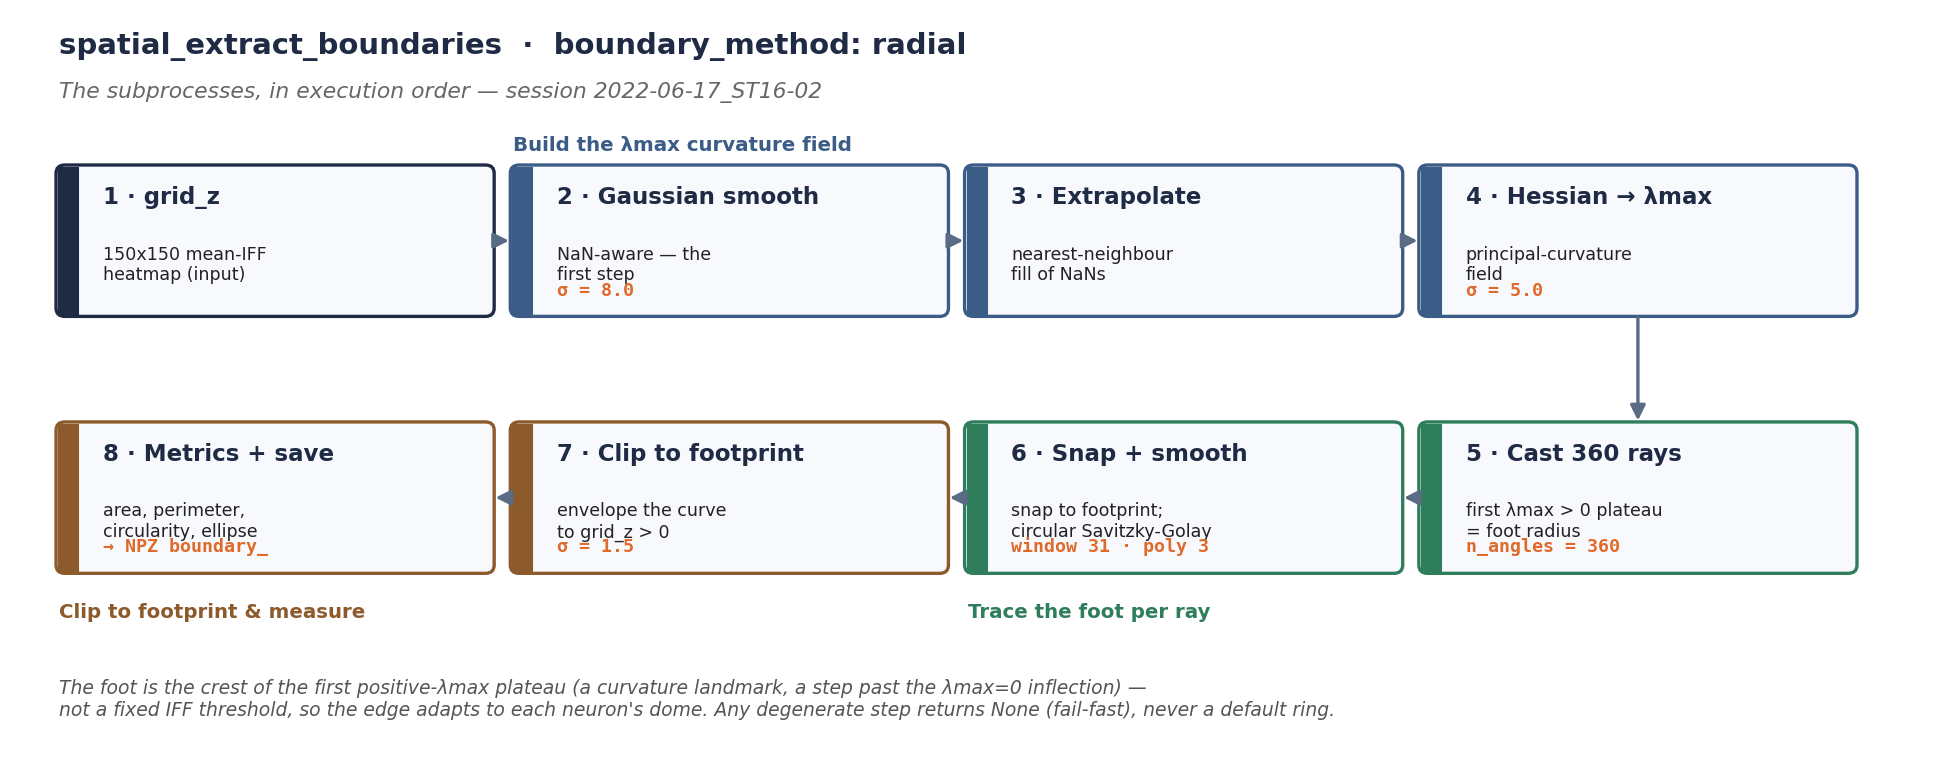 spatial_extract_boundaries · boundary_method: radial
The subprocesses, in execution order — session 2022-06-17_ST16-02
Build the λmax curvature field
1 · grid_z
150x150 mean-IFF
heatmap (input)
2 · Gaussian smooth
NaN-aware — the
first step
σ = 8.0
3 · Extrapolate
nearest-neighbour
fill of NaNs
4 · Hessian → λmax
principal-curvature
field
σ = 5.0
5 · Cast 360 rays
first λmax > 0 plateau
= foot radius
n_angles = 360
6 · Snap + smooth
snap to footprint;
circular Savitzky-Golay
window 31 · poly 3
7 · Clip to footprint
envelope the curve
to grid_z > 0
σ = 1.5
8 · Metrics + save
area, perimeter,
circularity, ellipse
→ NPZ boundary_
Clip to footprint & measure
Trace the foot per ray
The foot is the crest of the first positive-λmax plateau (a curvature landmark, a step past the λmax=0 inflection) —
not a fixed IFF threshold, so the edge adapts to each neuron's dome. Any degenerate step returns None (fail-fast), never a default ring.